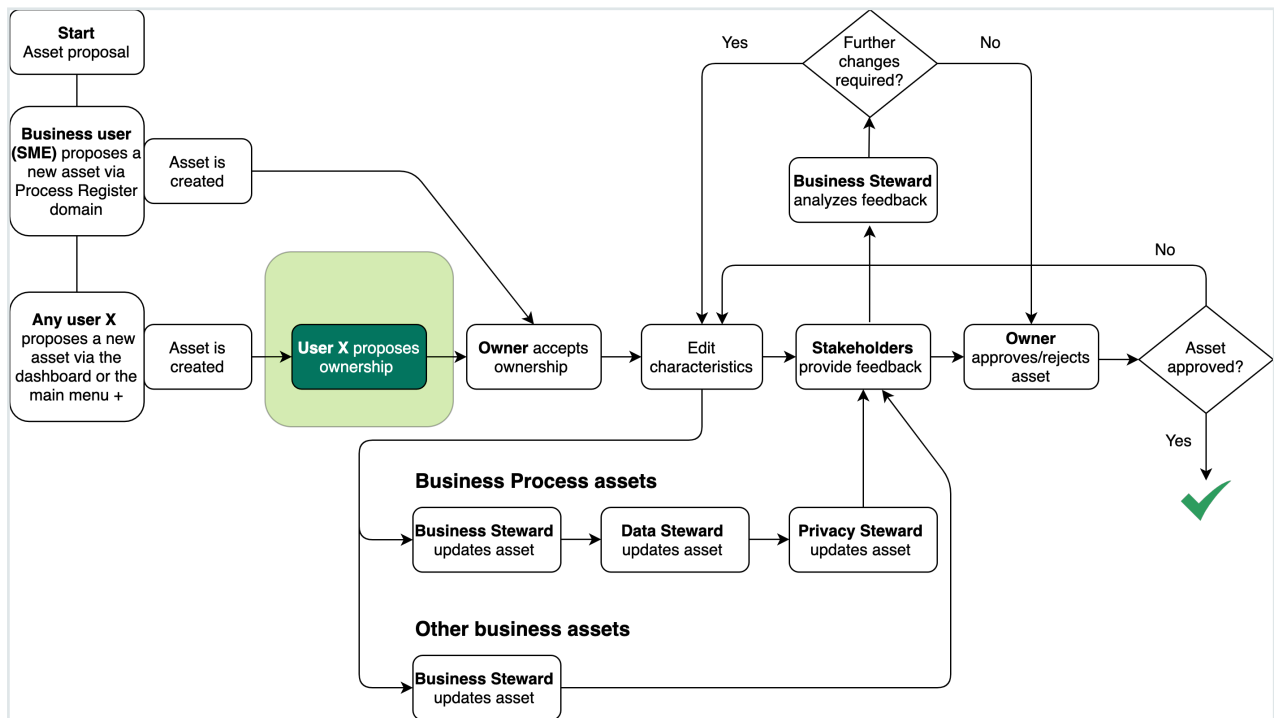 Start
Asset proposal
Business user
(SME) proposes a
new asset via
Process Register
domain
Asset is
created
Any user X
proposes a new
asset via the
dashboard or the
main menu +
Asset is
created
User X proposes
ownership
Owner accepts
ownership
Edit
characteristics
Stakeholders
provide feedback
Business Steward
analyzes feedback
Further
changes
required?
Yes
No
Owner
approves/rejects
asset
Asset
approved?
No
Yes
Business Process assets
Business Steward
updates asset
Data Steward
updates asset
Privacy Steward
updates asset
Other business assets
Business Steward
updates asset